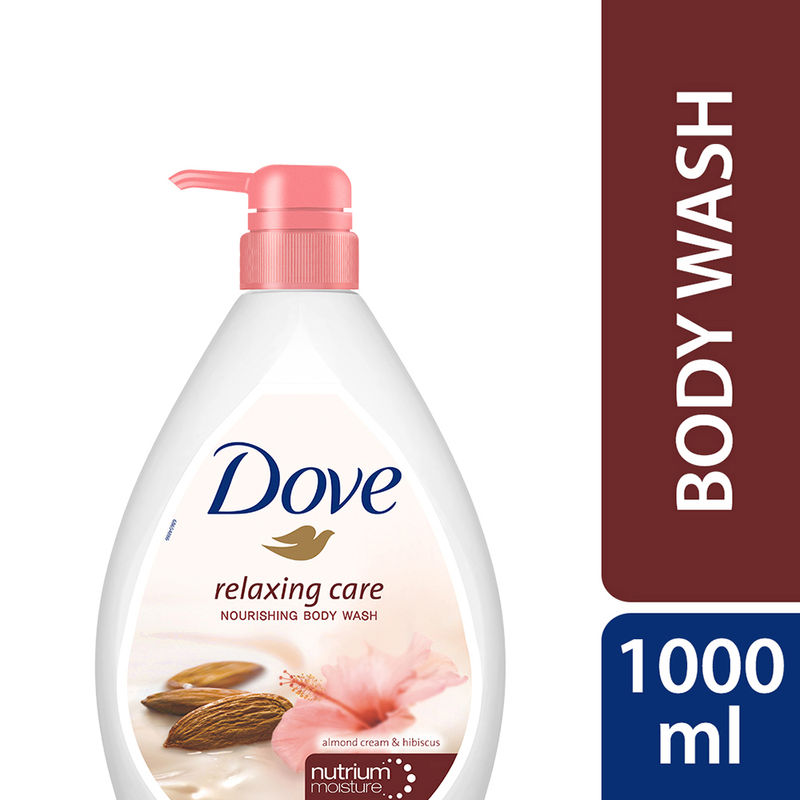 Dove
relaxing care
NOURISHING BODY WASH
almond cream & hibiscus
nutrium
moisture
BODY WASH
1000
ml